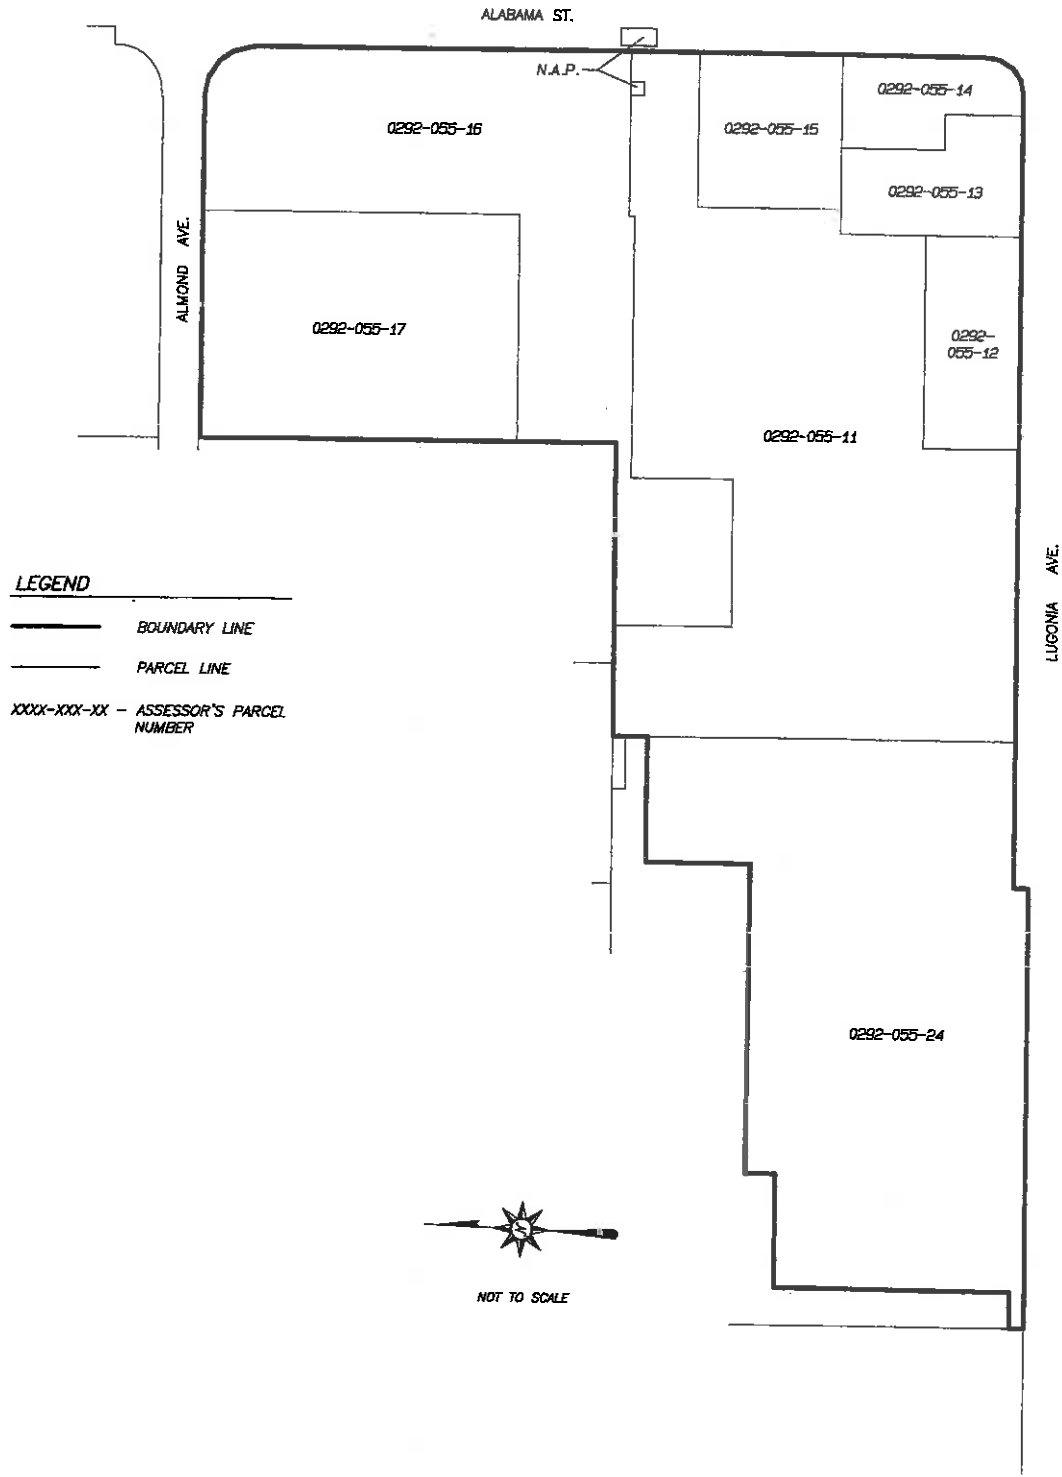 ALABAMA ST.
N.A.P.
0292-055-14
0292-055-16
0292-055-15
0292-055-13
ALMOND AVE.
0292-055-17
0292-
055-12
0292-055-11
LUGONIA AVE.
LEGEND
BOUNDARY LINE
PARCEL LINE
XXXX-XXX-XX - ASSESSOR'S PARCEL
NUMBER
0292-055-24
N
NOT TO SCALE